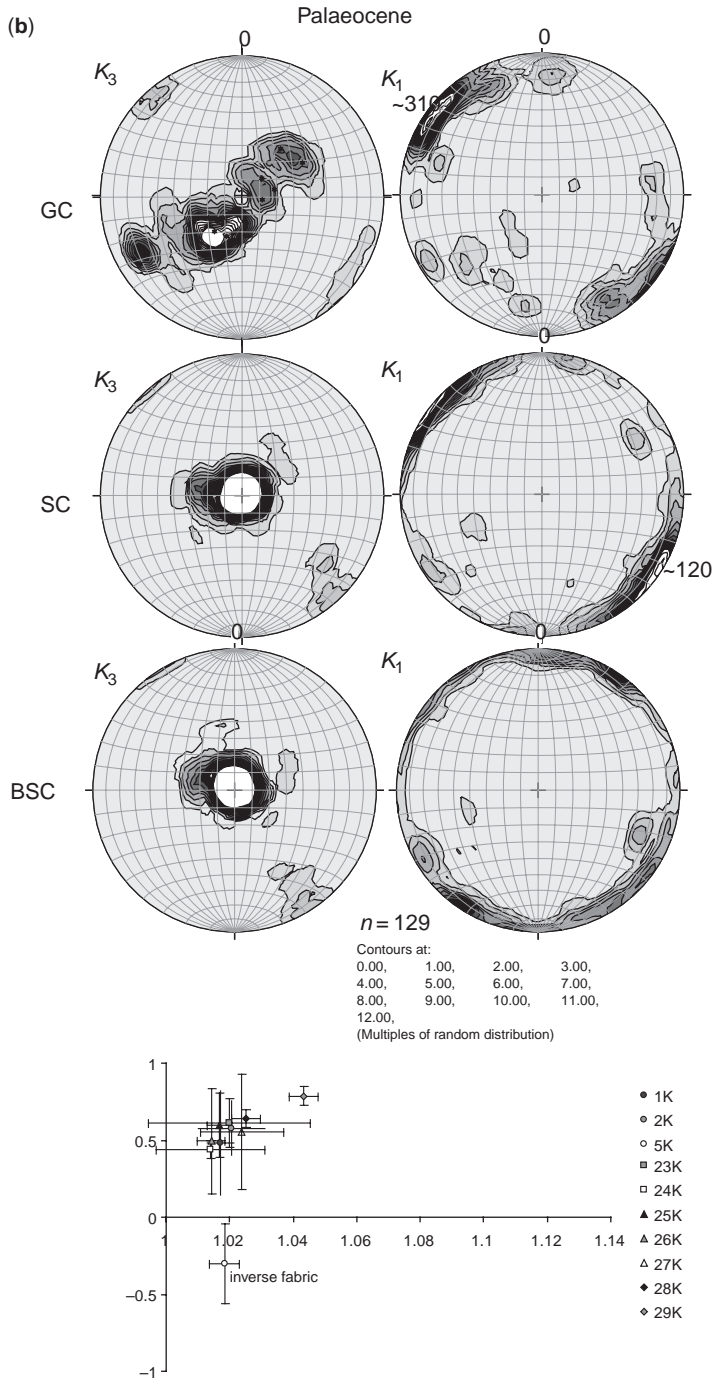 (b)
Palaeocene
0
0
K3
K1
~310
GC
0
0
K3
K1
SC
~120
0
0
K3
K1
BSC
n = 129
Contours at:
0.00, 1.00, 2.00, 3.00,
4.00, 5.00, 6.00, 7.00,
8.00, 9.00, 10.00, 11.00,
12.00,
(Multiples of random distribution)
1
0.5
0
1 1.02 1.04 1.06 1.08 1.10 1.12 1.14
inverse fabric
–0.5
–1
1K
2K
5K
23K
24K
25K
26K
27K
28K
29K